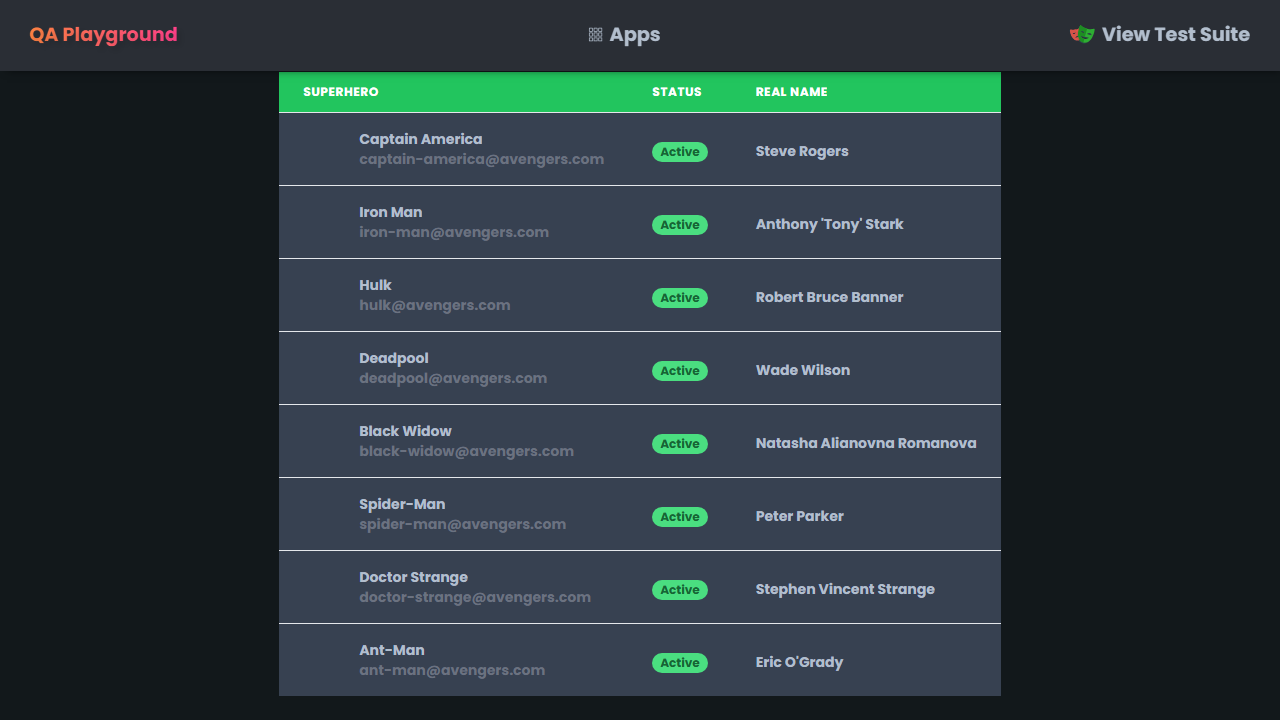 QA Playground
Apps
View Test Suite
SUPERHERO STATUS REAL NAME
Captain America
captain-america@avengers.com
Active
Steve Rogers
Iron Man
iron-man@avengers.com
Active
Anthony 'Tony' Stark
Hulk
hulk@avengers.com
Active
Robert Bruce Banner
Deadpool
deadpool@avengers.com
Active
Wade Wilson
Black Widow
black-widow@avengers.com
Active
Natasha Alianovna Romanova
Spider-Man
spider-man@avengers.com
Active
Peter Parker
Doctor Strange
doctor-strange@avengers.com
Active
Stephen Vincent Strange
Ant-Man
ant-man@avengers.com
Active
Eric O'Grady